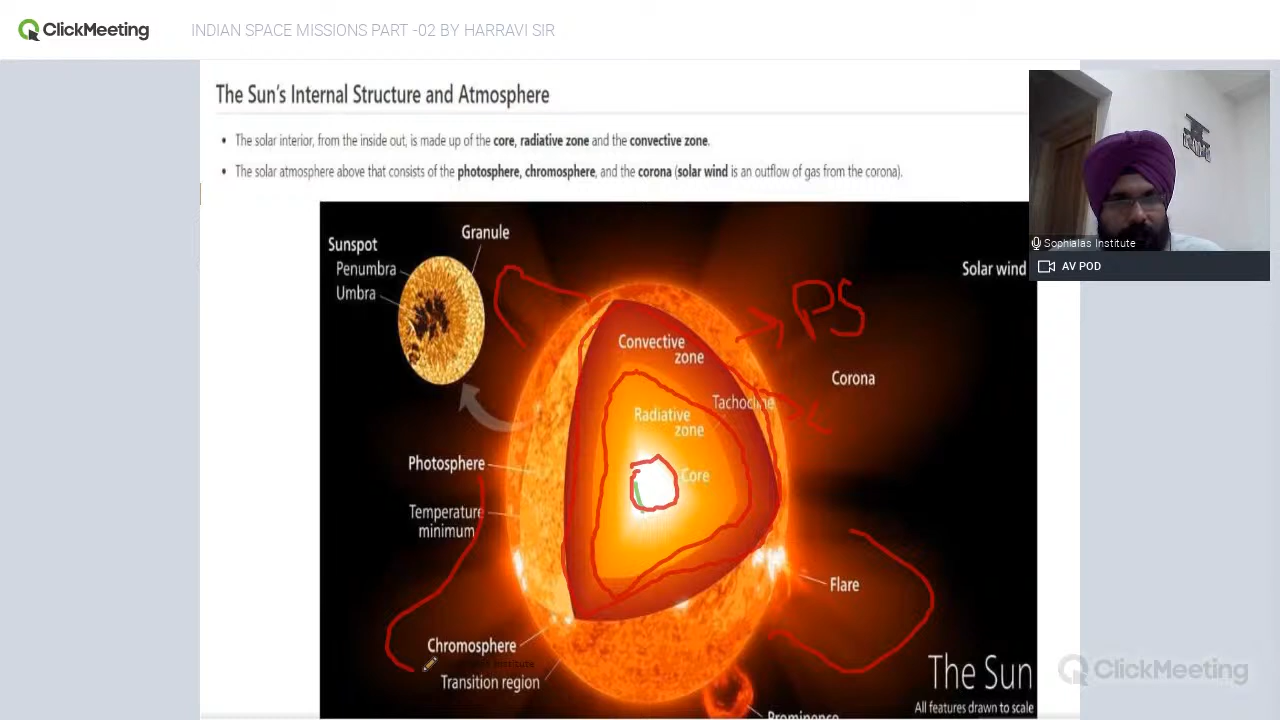 ClickMeeting
INDIAN SPACE MISSIONS PART -02 BY HARRAVI SIR
The Sun's Internal Structure and Atmosphere
• The solar interior, from the inside out, is made up of the core, radiative zone and the convective zone.
• The solar atmosphere above that consists of the photosphere, chromosphere, and the corona (solar wind is an outflow of gas from the corona).
Sophialas Institute
AV POD
Granule
Sunspot
Penumbra
Umbra
Solar wind
PS
Convective
zone
Corona
Tachocline
Radiative
zone
Core
Photosphere
Temperature
minimum
Flare
Chromosphere
Transition region
The Sun
All features drawn to scale
Prominence
ClickMeeting